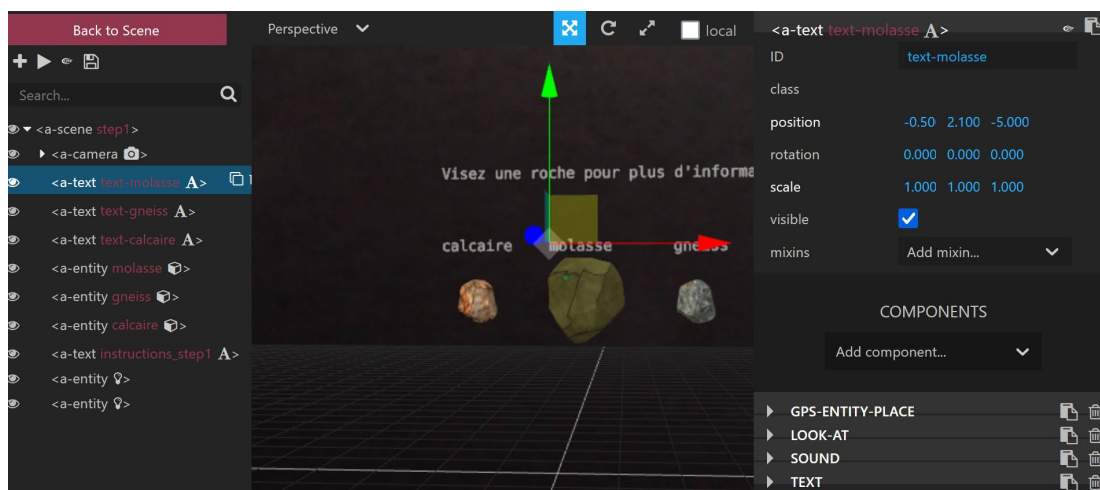 Back to Scene
Search...
<a-scene step1>
<a-camera >
<a-text text-molasse A>
<a-text text-gneiss A>
<a-text text-calcaire A>
<a-entity molasse >
<a-entity gneiss >
<a-entity calcaire >
<a-text instructions_step1 A>
<a-entity >
<a-entity >
Perspective
local
Visez une roche pour plus d'informa
calcaire molasse gneiss
<a-text text-molasse A>
ID text-molasse
class
position -0.50 2.100 -5.000
rotation 0.000 0.000 0.000
scale 1.000 1.000 1.000
visible
mixins Add mixin...
COMPONENTS
Add component...
GPS-ENTITY-PLACE
LOOK-AT
SOUND
TEXT